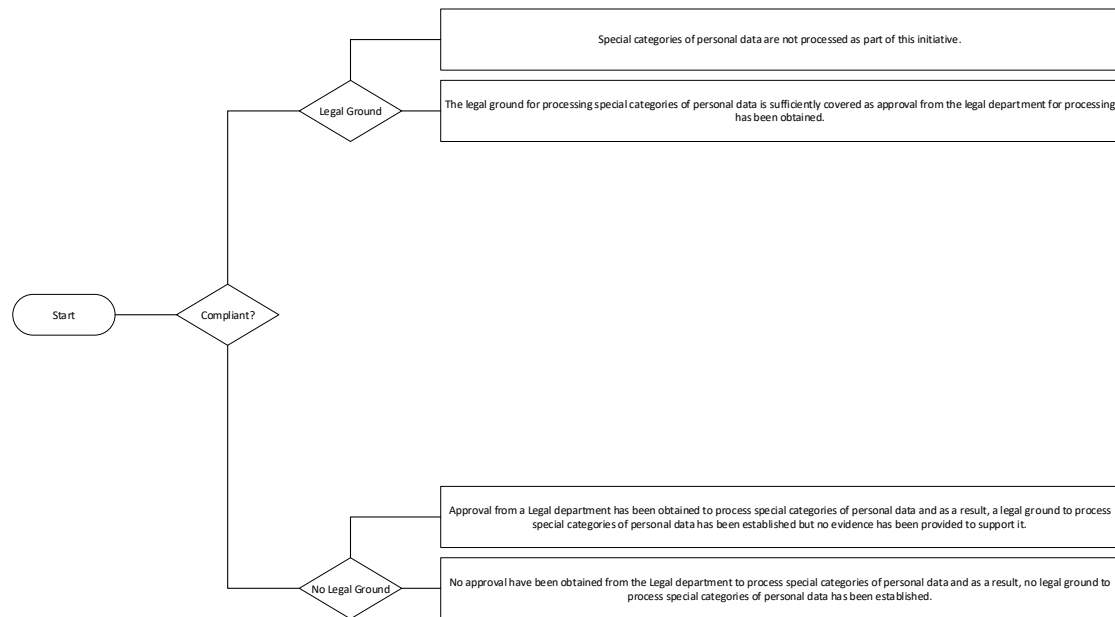 Special categories of personal data are not processed as part of this initiative.
Legal Ground
The legal ground for processing special categories of personal data is sufficiently covered as approval from the legal department for processing
has been obtained.
Start
Compliant?
Approval from a Legal department has been obtained to process special categories of personal data and as a result, a legal ground to process
special categories of personal data has been established but no evidence has been provided to support it.
No Legal Ground
No approval have been obtained from the Legal department to process special categories of personal data and as a result, no legal ground to
process special categories of personal data has been established.